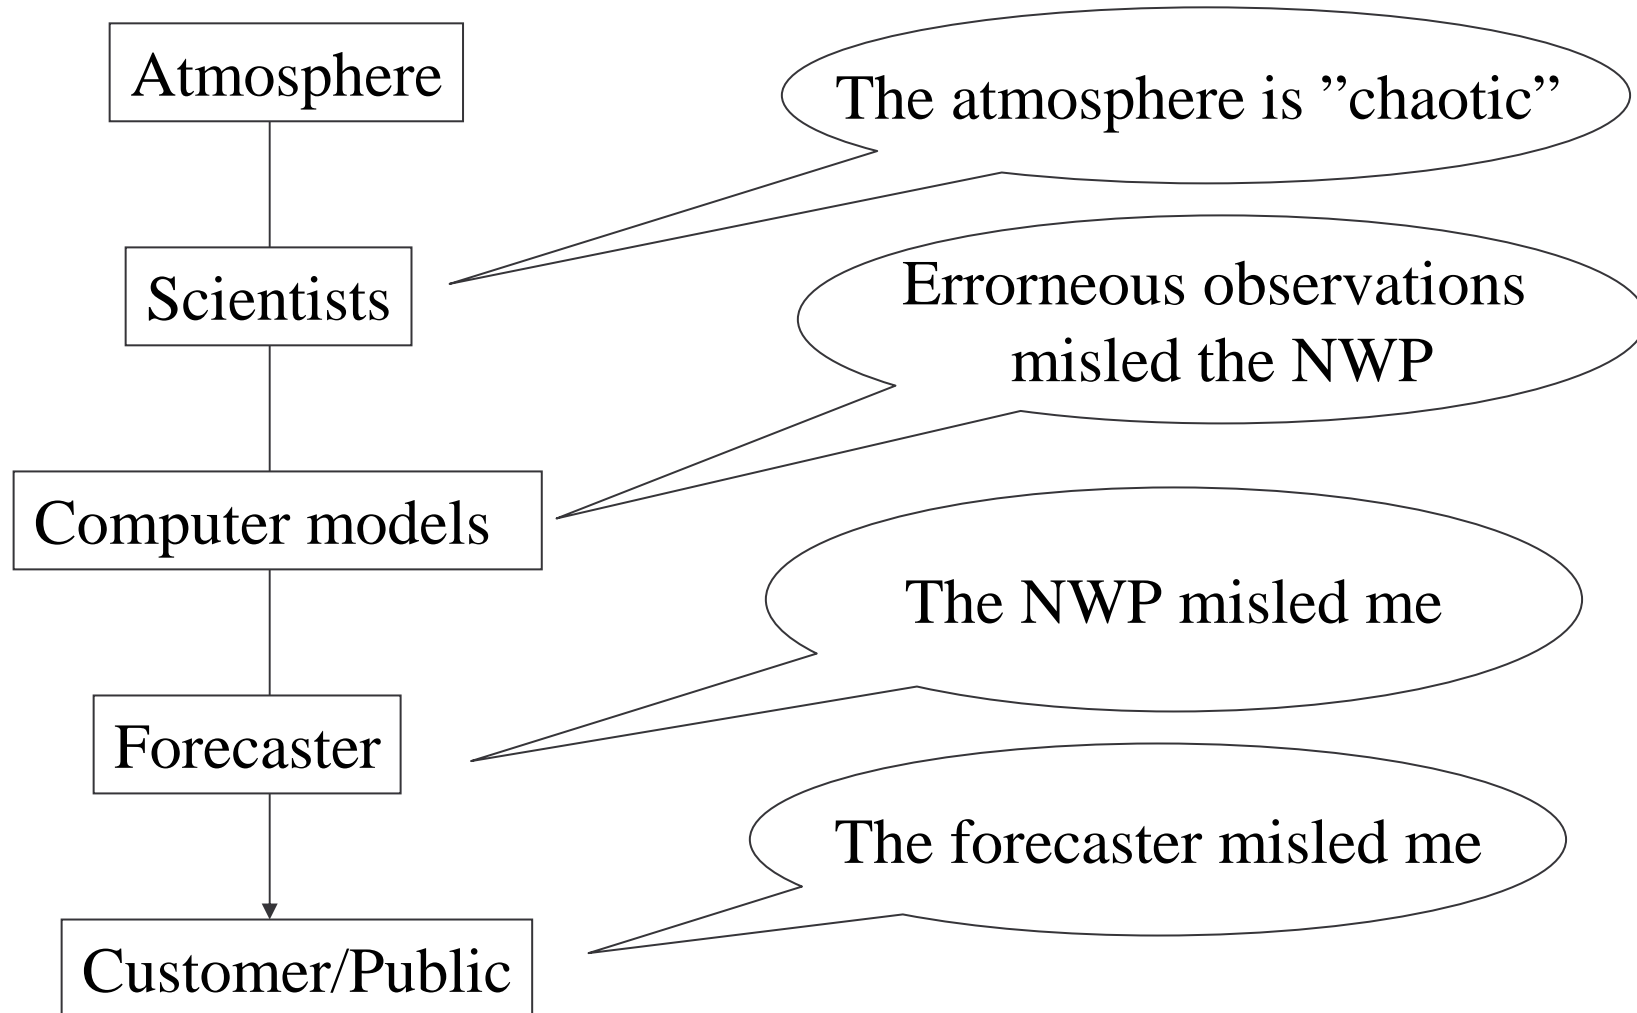 Atmosphere
The atmosphere is ”chaotic”
Scientists
Errorneous observations
misled the NWP
Computer models
The NWP misled me
Forecaster
The forecaster misled me
Customer/Public